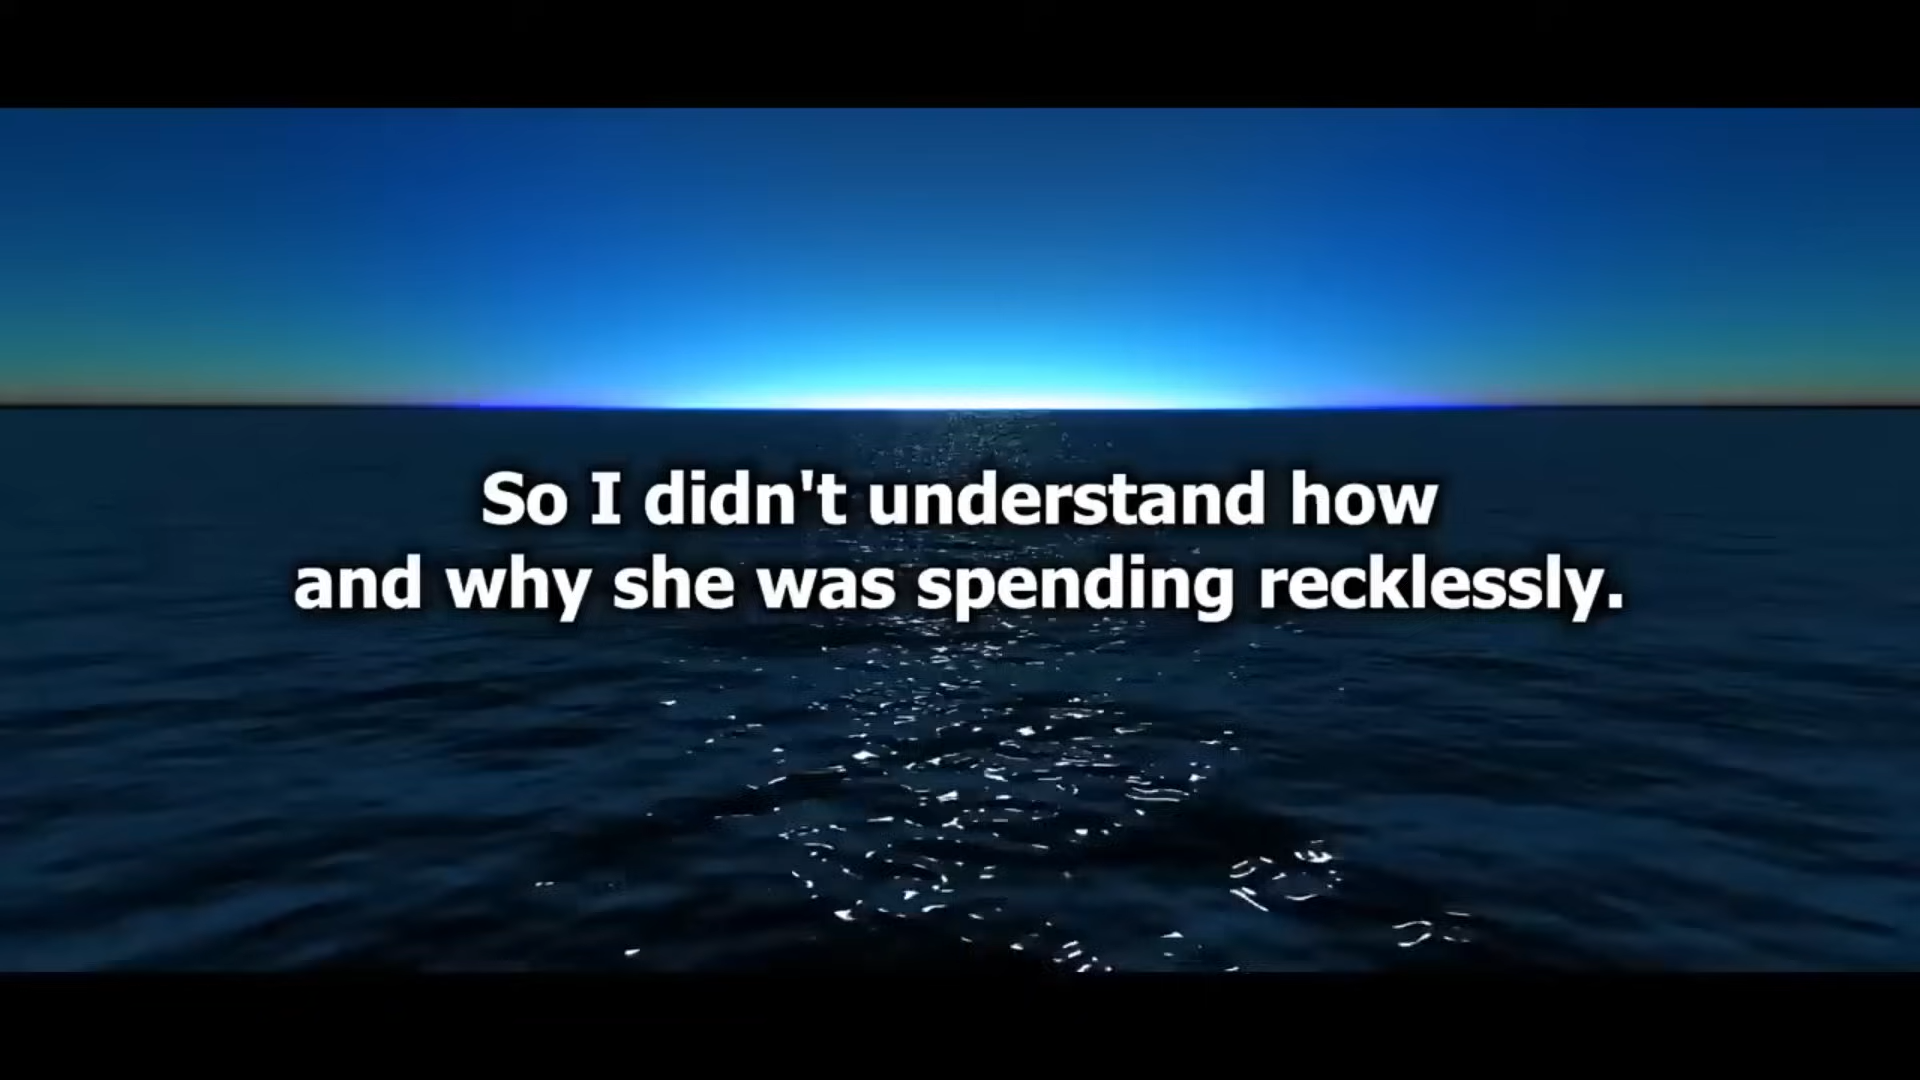 So I didn't understand how
and why she was spending recklessly.